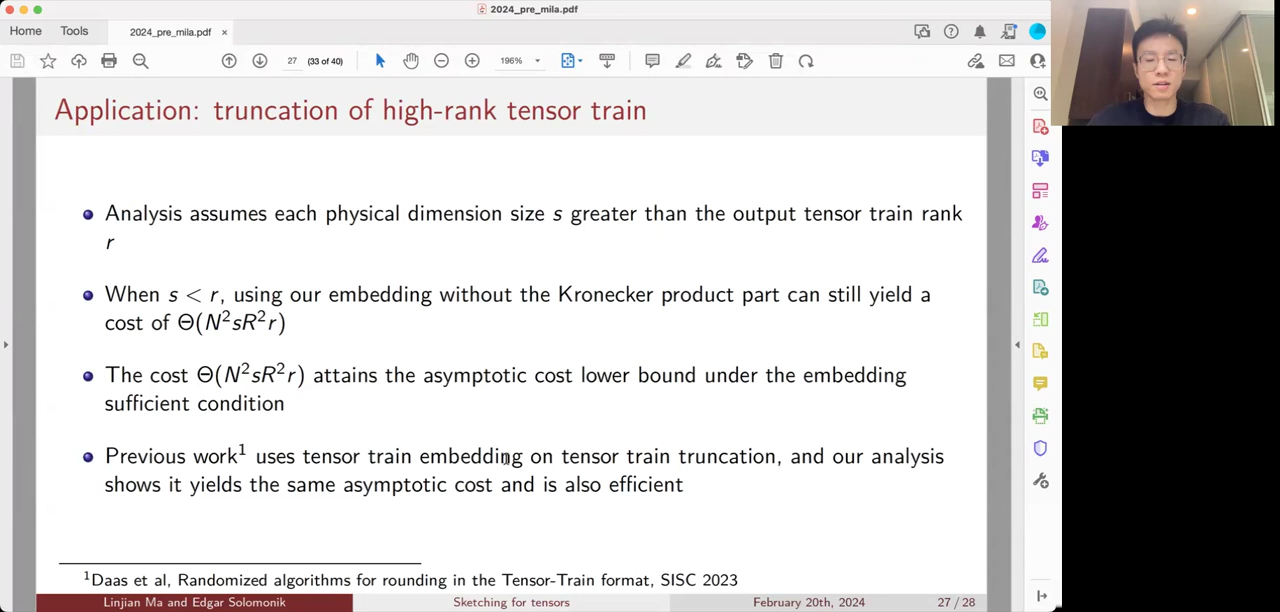 2024_pre_mila.pdf
Home Tools 2024_pre_mila.pdf ×
27 (33 of 40) 196%
Application: truncation of high-rank tensor train
Analysis assumes each physical dimension size s greater than the output tensor train rank
r
When s < r, using our embedding without the Kronecker product part can still yield a
cost of Θ(N²sR²r)
The cost Θ(N²sR²r) attains the asymptotic cost lower bound under the embedding
sufficient condition
Previous work¹ uses tensor train embedding on tensor train truncation, and our analysis
shows it yields the same asymptotic cost and is also efficient
¹Daas et al, Randomized algorithms for rounding in the Tensor-Train format, SISC 2023
Linjian Ma and Edgar Solomonik Sketching for tensors February 20th, 2024 27 / 28